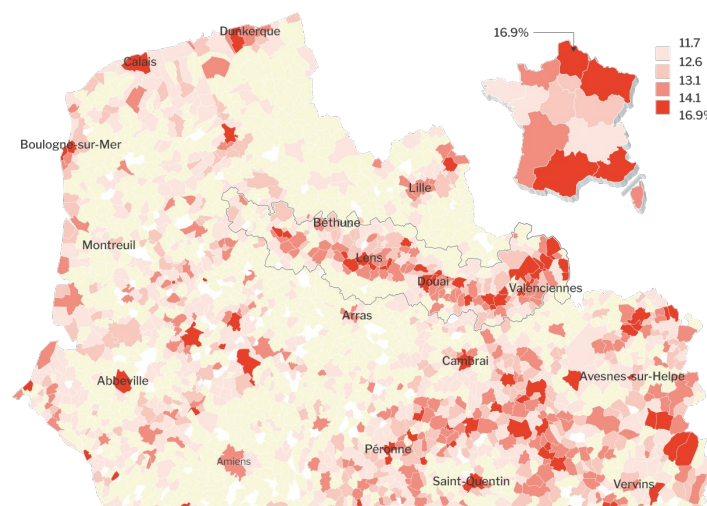 Dunkerque
16.9%
11.7
12.6
13.1
14.1
16.9%
Calais
Boulogne-sur-Mer
Lille
Béthune
Montreuil
Lens
Douai
Valenciennes
Arras
Cambrai
Abbeville
Avesnes-sur-Helpe
Péronne
Amiens
Saint-Quentin
Vervins